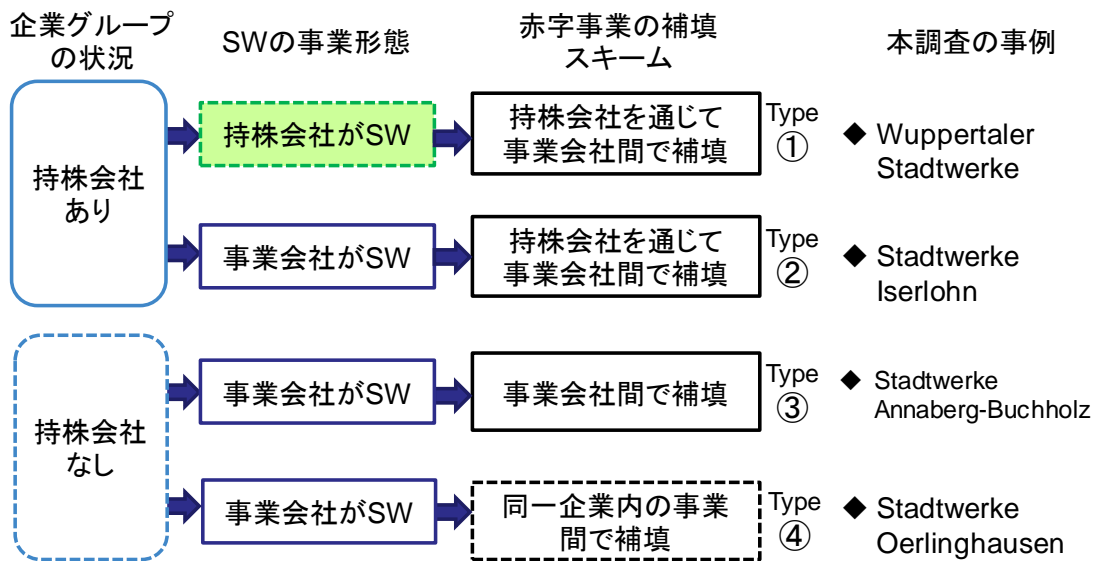 企業グループ
の状況
SWの事業形態
赤字事業の補填
スキーム
本調査の事例
持株会社
あり
持株会社がSW
持株会社を通じて
事業会社間で補填
Type
①
◆ Wuppertaler
Stadtwerke
事業会社がSW
持株会社を通じて
事業会社間で補填
Type
②
◆ Stadtwerke
Iserlohn
持株会社
なし
事業会社がSW
事業会社間で補填
Type
③
◆ Stadtwerke
Annaberg-Buchholz
事業会社がSW
同一企業内の事業
間で補填
Type
④
◆ Stadtwerke
Oerlinghausen